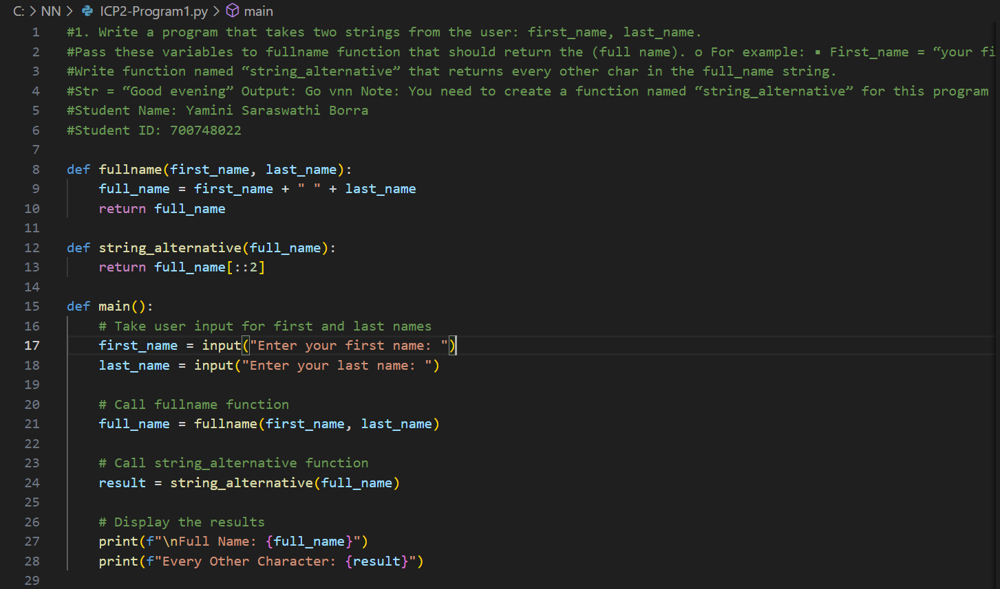 C: > NN > ICP2-Program1.py > main
1 #1. Write a program that takes two strings from the user: first_name, last_name.
2 #Pass these variables to fullname function that should return the (full name). o For example: ▪ First_name = “your fi
3 #Write function named “string_alternative” that returns every other char in the full_name string.
4 #Str = “Good evening” Output: Go vnn Note: You need to create a function named “string_alternative” for this program
5 #Student Name: Yamini Saraswathi Borra
6 #Student ID: 700748022
7
8 def fullname(first_name, last_name):
9     full_name = first_name + " " + last_name
10     return full_name
11
12 def string_alternative(full_name):
13     return full_name[::2]
14
15 def main():
16     # Take user input for first and last names
17     first_name = input("Enter your first name: ")
18     last_name = input("Enter your last name: ")
19
20     # Call fullname function
21     full_name = fullname(first_name, last_name)
22
23     # Call string_alternative function
24     result = string_alternative(full_name)
25
26     # Display the results
27     print(f"\nFull Name: {full_name}")
28     print(f"Every Other Character: {result}")
29